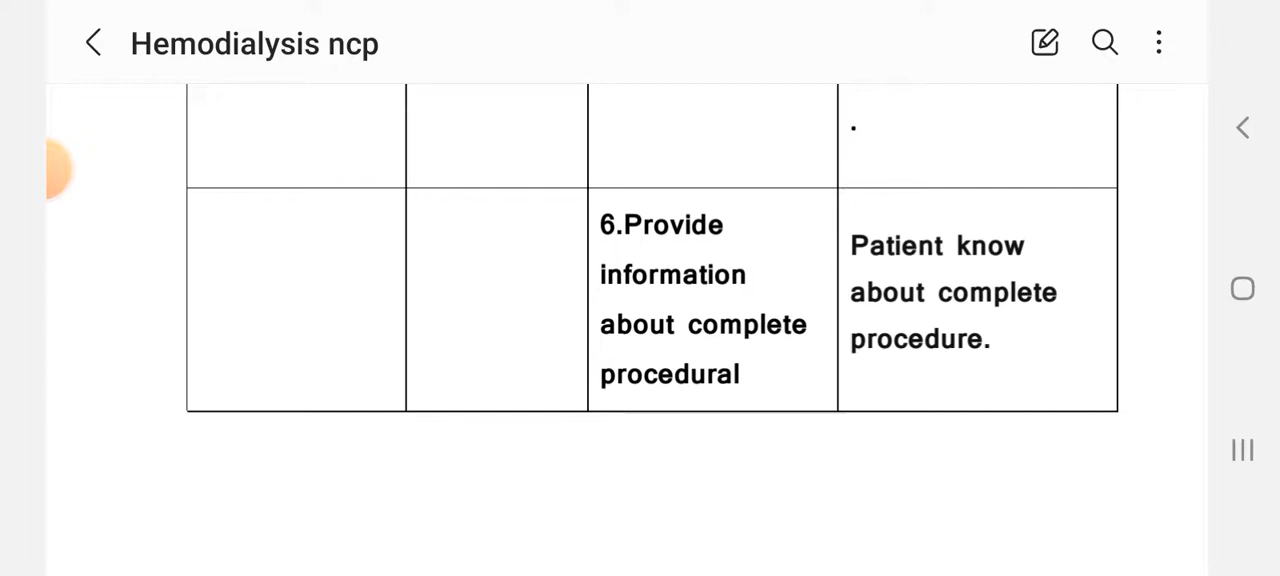 Hemodialysis ncp
.
6.Provide
information
about complete
procedural
Patient know
about complete
procedure.